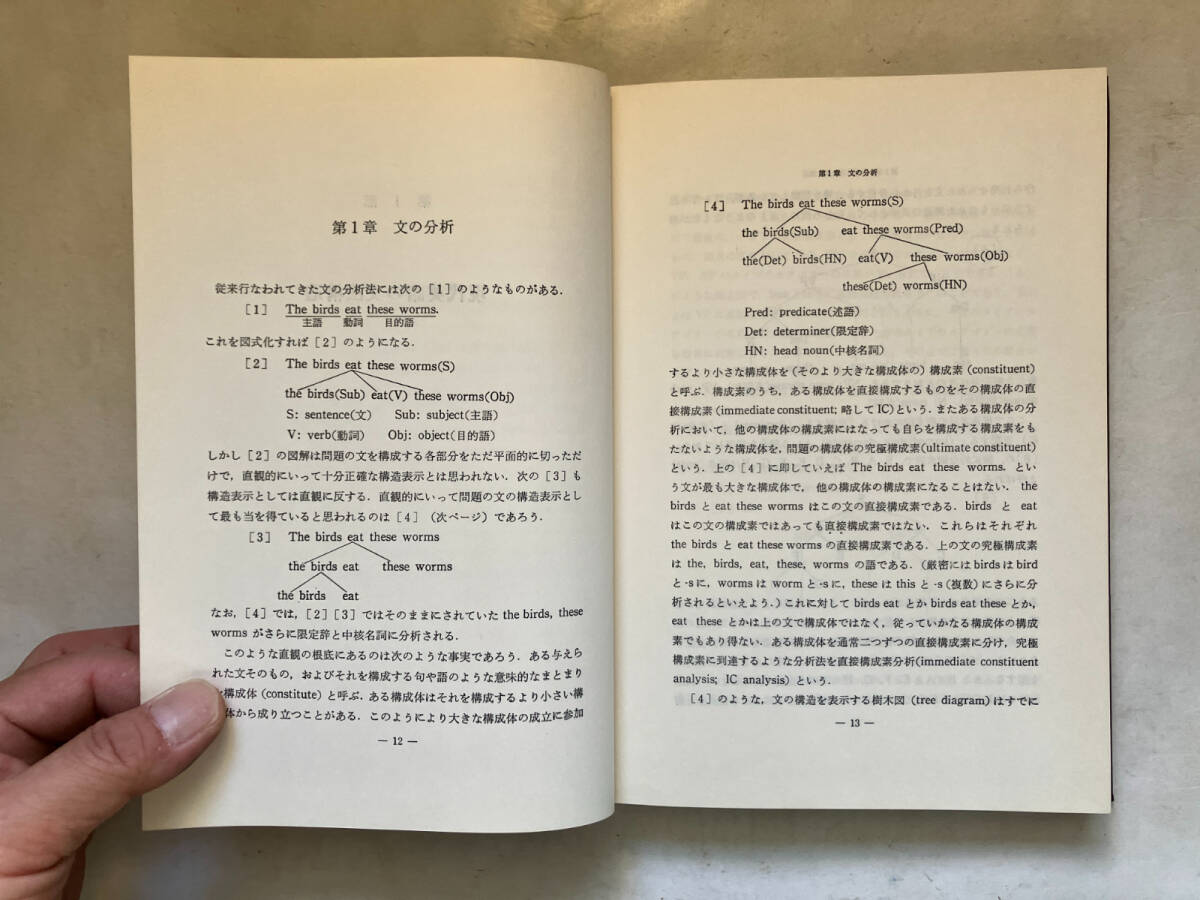 第1章 文の分析
従来行なわれてきた文の分析法には次の[1]のようなものがある.
[1] The birds eat these worms.
主語 動詞 目的語
これを図式化すれば[2]のようになる.
[2] The birds eat these worms(S)
the birds(Sub) eat(V) these worms(Obj)
S: sentence(文) Sub: subject(主語)
V: verb(動詞) Obj: object(目的語)
しかし[2]の図解は問題の文を構成する各部分をただ平面的に切っただ
けで, 直観的にいって十分正確な構造表示とは思われない. 次の[3]も
構造表示としては直観に反する. 直観的にいって問題の文の構造表示とし
て最も当を得ていると思われるのは[4](次ページ)であろう.
[3] The birds eat these worms
the birds eat these worms
the birds eat
なお, [4]では, [2][3]ではそのままにされていた the birds, these
worms がさらに限定辞と中核名詞に分析される.
このような直観の根底にあるのは次のような事実であろう. ある与えら
れた文そのもの, およびそれを構成する句や語のような意味的なまとまり
構成体 (constitute) と呼ぶ. ある構成体はそれを構成するより小さい構
体から成り立つことがある. このようにより大きな構成体の成立に参加
— 12 —
第1章 文の分析
[4] The birds eat these worms(S)
the birds(Sub) eat these worms(Pred)
the(Det) birds(HN) eat(V) these worms(Obj)
these(Det) worms(HN)
Pred: predicate(述語)
Det: determiner(限定辞)
HN: head noun(中核名詞)
するより小さな構成体を(そのより大きな構成体の)構成素(constituent)
と呼ぶ. 構成素のうち, ある構成体を直接構成するものをその構成体の直
接構成素(immediate constituent; 略してIC)という. またある構成体の分
析において, 他の構成体の構成素にはなっても自らを構成する構成素をも
たないような構成体を, 問題の構成体の究極構成素(ultimate constituent)
という. 上の[4]に即していえば The birds eat these worms. とい
う文が最も大きな構成体で, 他の構成体の構成素になることはない. the
birds と eat these worms はこの文の直接構成素である. birds と eat
はこの文の構成素ではあっても直接構成素ではない. これらはそれぞれ
the birds と eat these worms の直接構成素である. 上の文の究極構成素
は the, birds, eat, these, worms の語である. (厳密には birds は bird
と -s に, worms は worm と -s に, these は this と -s(複数)にさらに分
析されるといえよう.) これに対して birds eat とか birds eat these とか,
eat these とかは上の文で構成体ではなく, 従っていかなる構成体の構成
素でもあり得ない. ある構成体を通常二つずつの直接構成素に分け, 究極
構成素に到達するような分析法を直接構成素分析(immediate constituent
analysis; IC analysis) という.
[4]のような, 文の構造を表示する樹木図 (tree diagram)はすでに
— 13 —